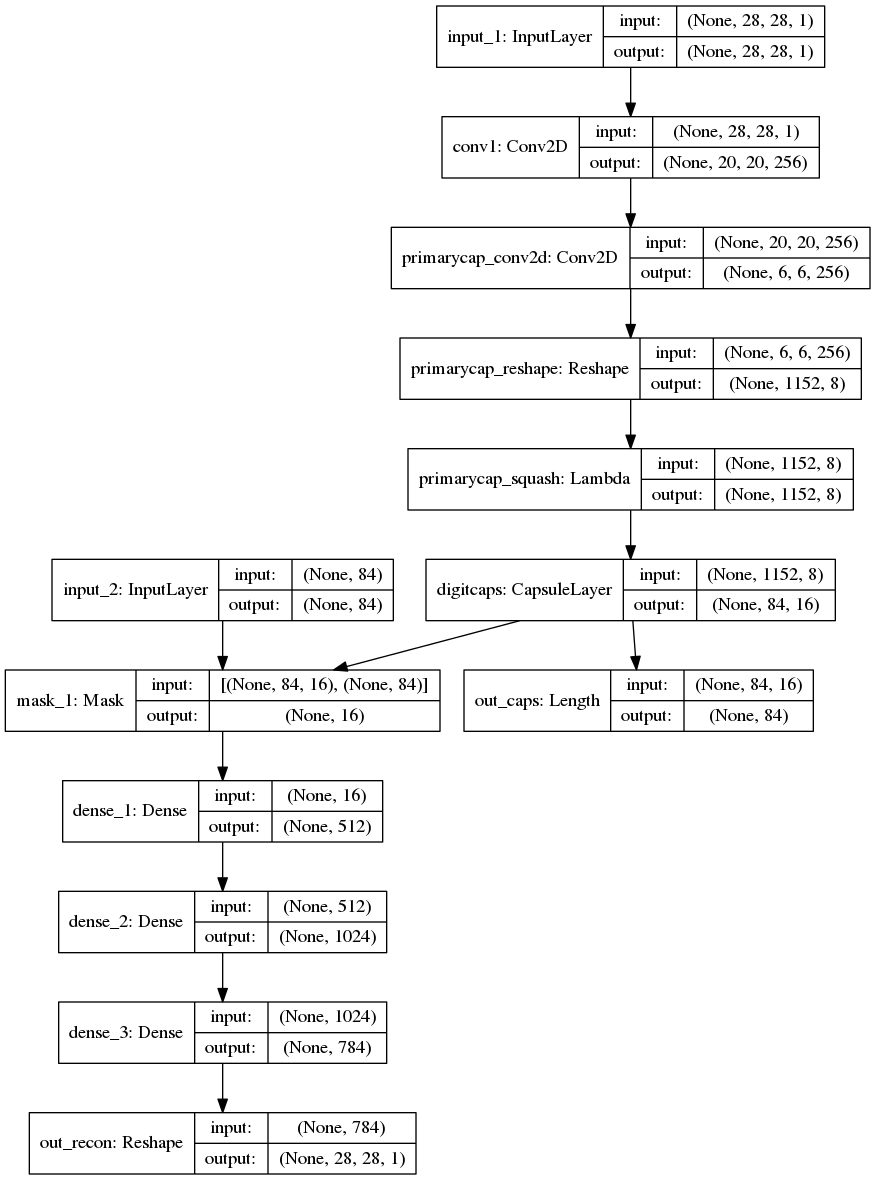 input_1: InputLayer
input: (None, 28, 28, 1)
output: (None, 28, 28, 1)
conv1: Conv2D
input: (None, 28, 28, 1)
output: (None, 20, 20, 256)
primarycap_conv2d: Conv2D
input: (None, 20, 20, 256)
output: (None, 6, 6, 256)
primarycap_reshape: Reshape
input: (None, 6, 6, 256)
output: (None, 1152, 8)
primarycap_squash: Lambda
input: (None, 1152, 8)
output: (None, 1152, 8)
input_2: InputLayer
input: (None, 84)
output: (None, 84)
digitcaps: CapsuleLayer
input: (None, 1152, 8)
output: (None, 84, 16)
mask_1: Mask
input: [(None, 84, 16), (None, 84)]
output: (None, 16)
out_caps: Length
input: (None, 84, 16)
output: (None, 84)
dense_1: Dense
input: (None, 16)
output: (None, 512)
dense_2: Dense
input: (None, 512)
output: (None, 1024)
dense_3: Dense
input: (None, 1024)
output: (None, 784)
out_recon: Reshape
input: (None, 784)
output: (None, 28, 28, 1)